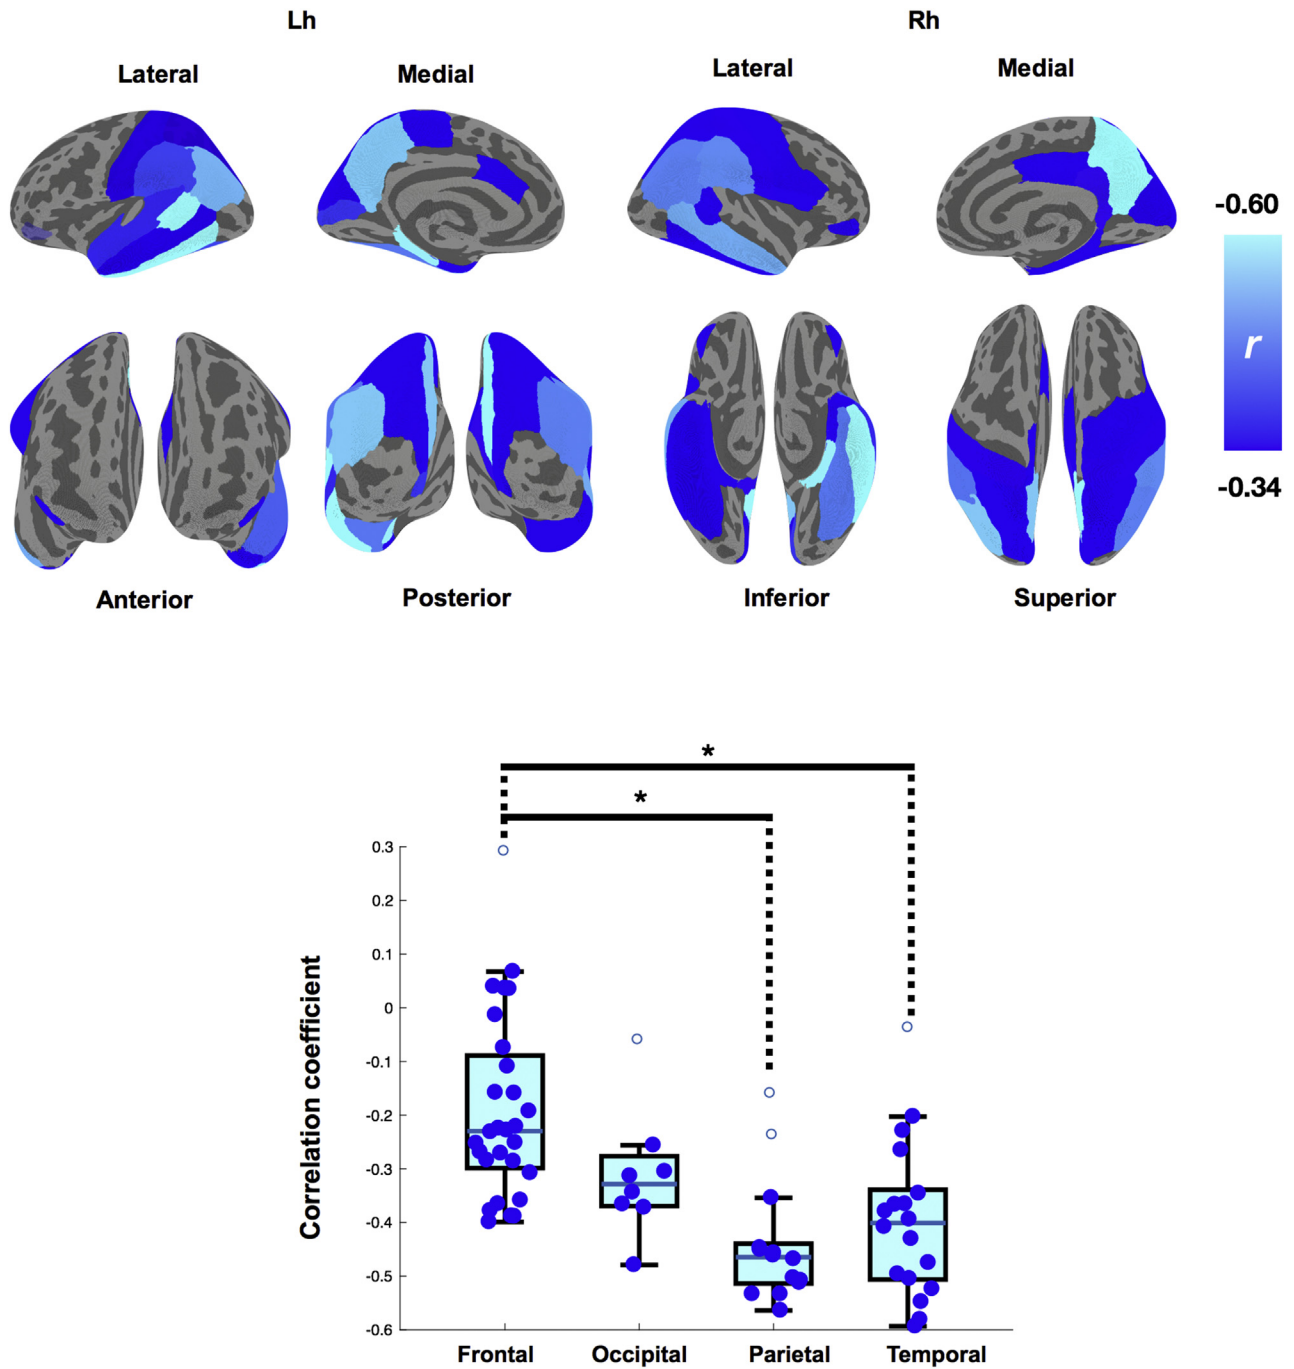 Lh Rh
Lateral Medial Lateral Medial
-0.60
r
-0.34
Anterior Posterior Inferior Superior
*
*
0.3
0.2
0.1
0
-0.1
-0.2
-0.3
-0.4
-0.5
-0.6
Correlation coefficient
Frontal Occipital Parietal Temporal